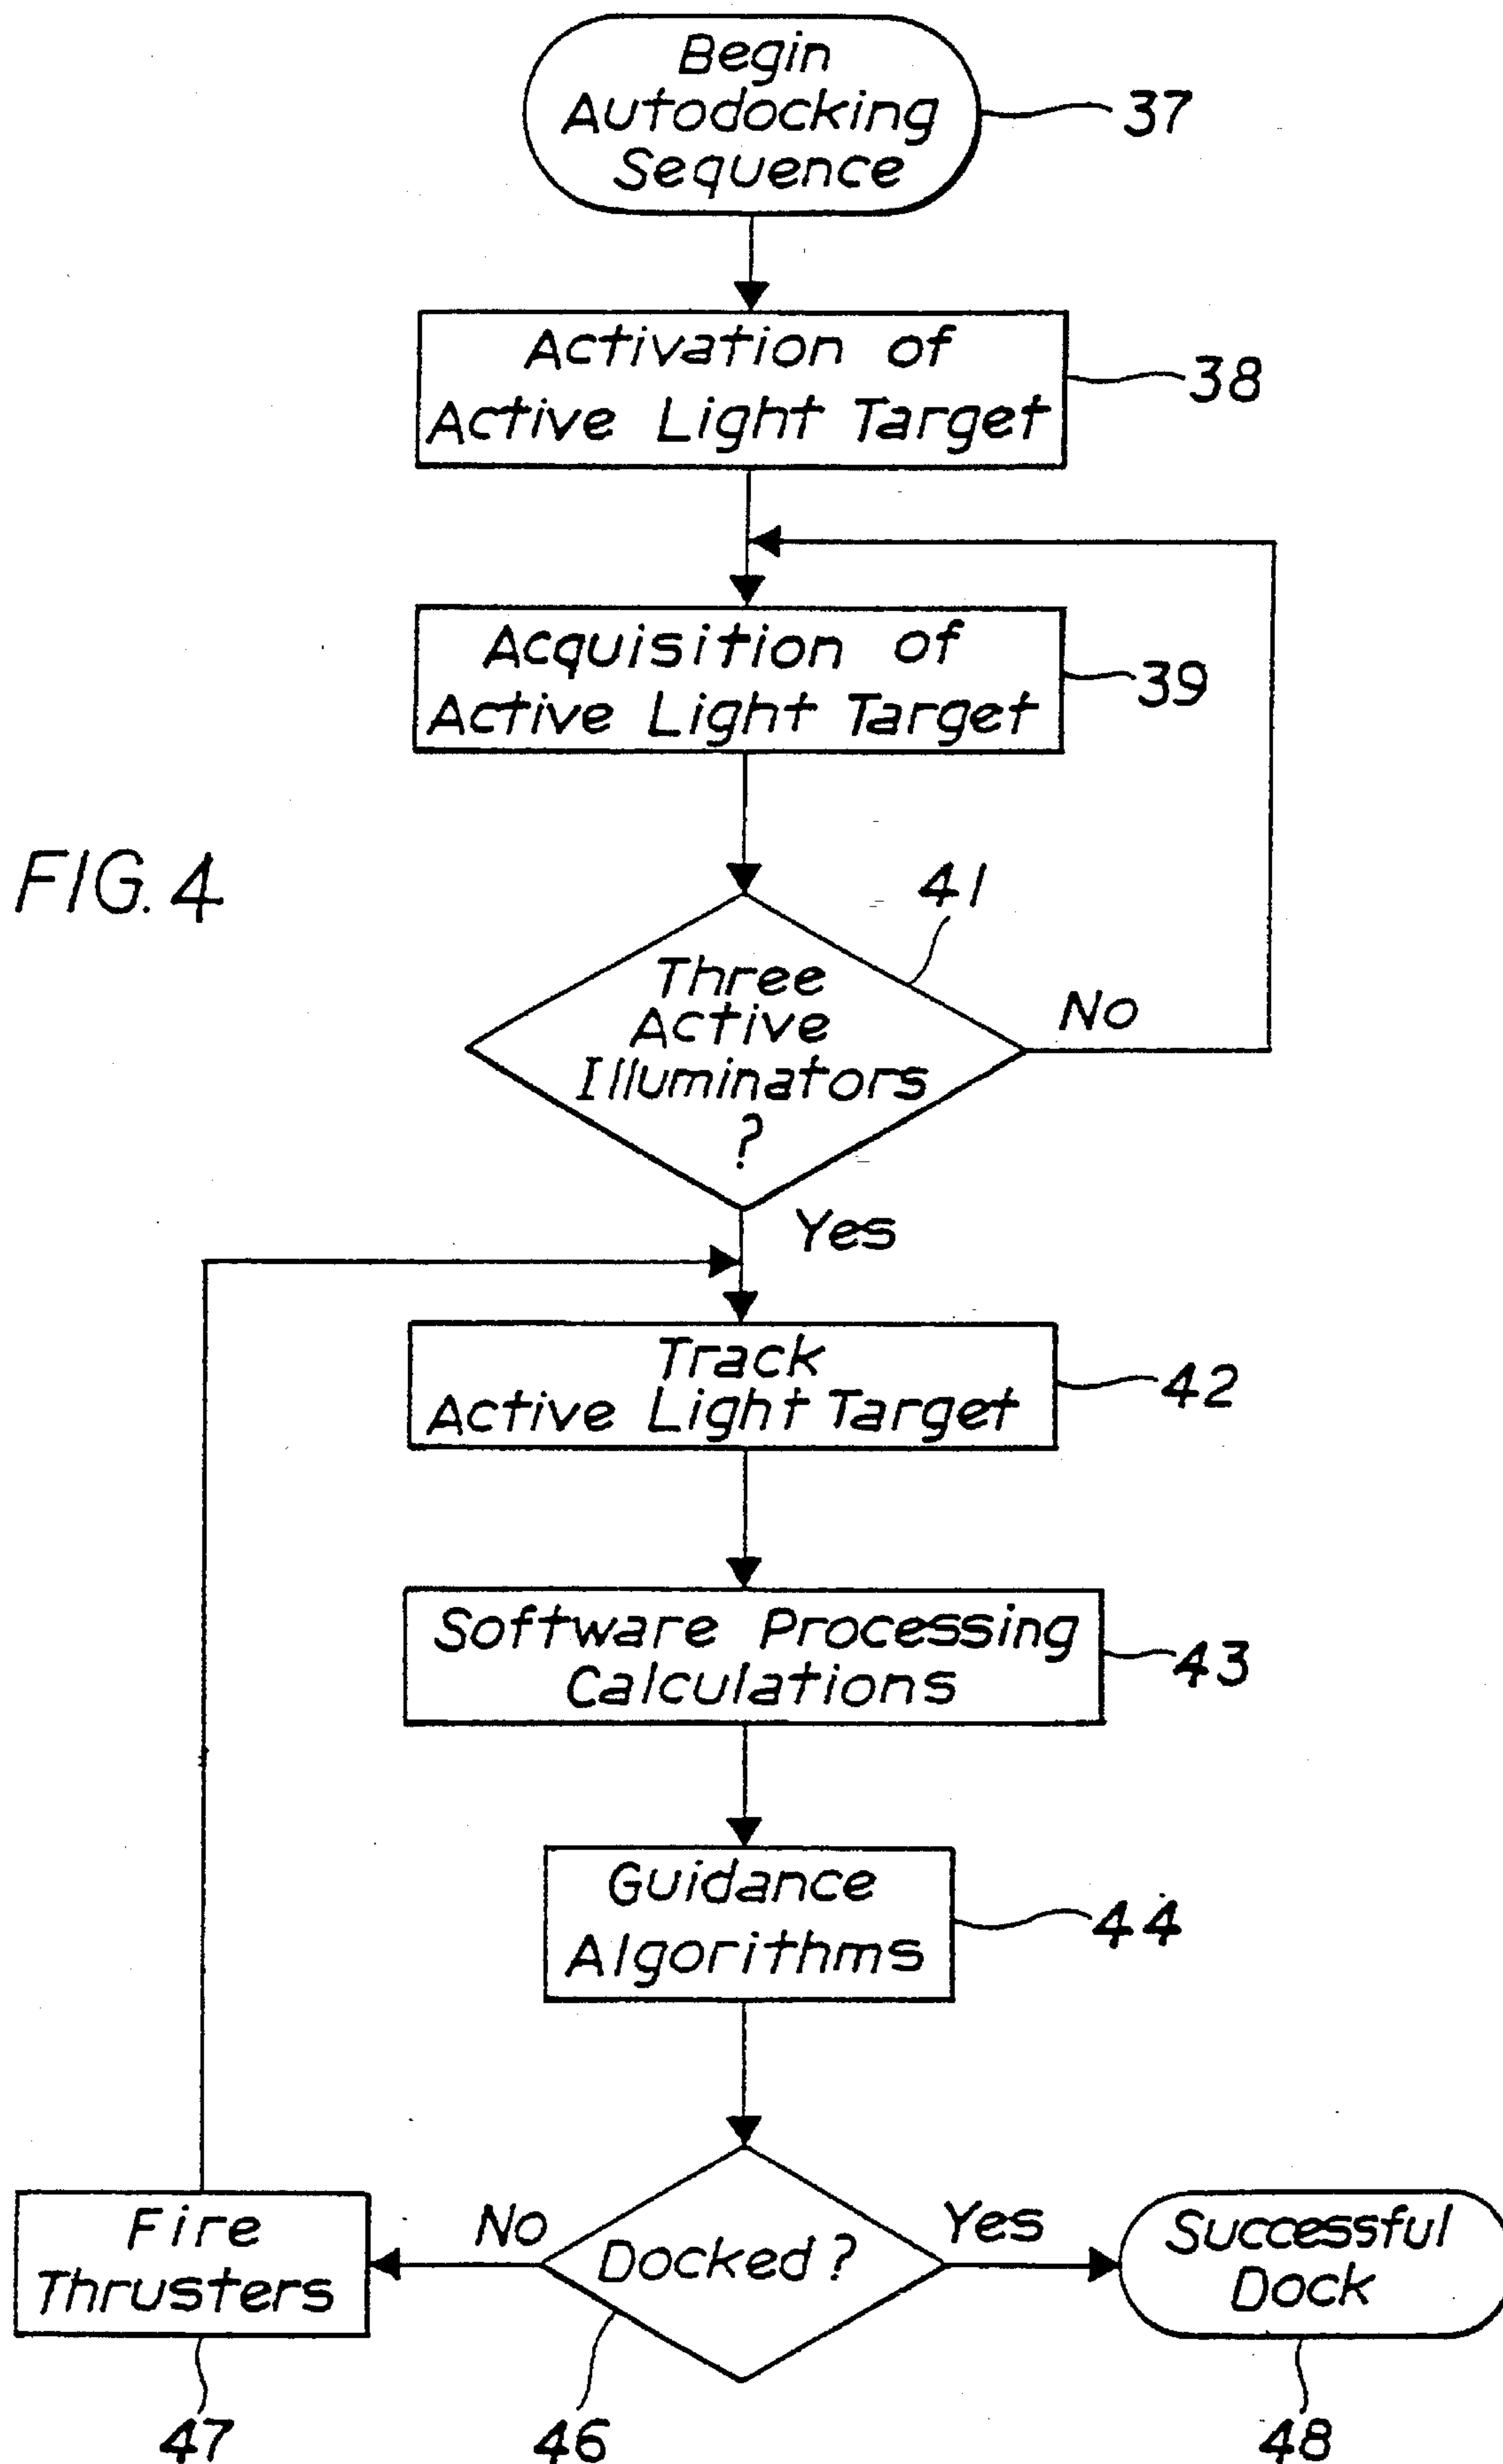 Begin
Autodocking
Sequence
37
Activation of
Active Light Target
38
Acquisition of
Active Light Target
39
FIG. 4
41
Three
Active
Illuminators
?
No
Yes
Track
Active Light Target
42
Software Processing
Calculations
43
Guidance
Algorithms
44
Fire
Thrusters
No
Docked?
Yes
Successful
Dock
47
46
48